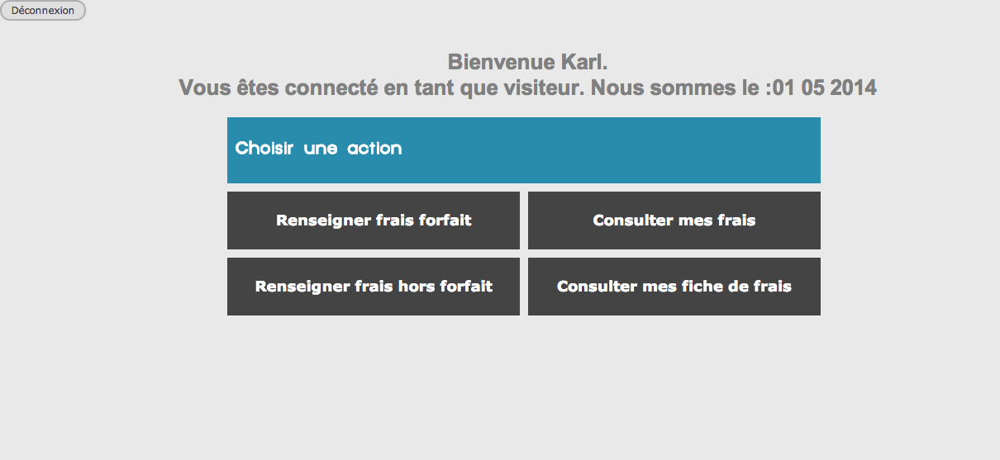 Déconnexion
Bienvenue Karl.
Vous êtes connecté en tant que visiteur. Nous sommes le :01 05 2014
Choisir une action
Renseigner frais forfait
Consulter mes frais
Renseigner frais hors forfait
Consulter mes fiche de frais